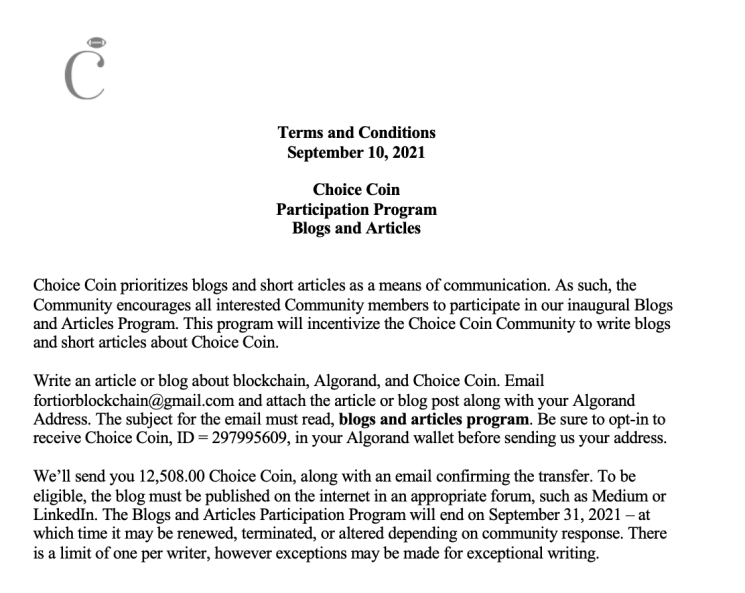 Terms and Conditions
September 10, 2021
Choice Coin
Participation Program
Blogs and Articles
Choice Coin prioritizes blogs and short articles as a means of communication. As such, the
Community encourages all interested Community members to participate in our inaugural Blogs
and Articles Program. This program will incentivize the Choice Coin Community to write blogs
and short articles about Choice Coin.
Write an article or blog about blockchain, Algorand, and Choice Coin. Email
fortiorblockchain@gmail.com and attach the article or blog post along with your Algorand
Address. The subject for the email must read, blogs and articles program. Be sure to opt-in to
receive Choice Coin, ID = 297995609, in your Algorand wallet before sending us your address.
We’ll send you 12,508.00 Choice Coin, along with an email confirming the transfer. To be
eligible, the blog must be published on the internet in an appropriate forum, such as Medium or
LinkedIn. The Blogs and Articles Participation Program will end on September 31, 2021 – at
which time it may be renewed, terminated, or altered depending on community response. There
is a limit of one per writer, however exceptions may be made for exceptional writing.